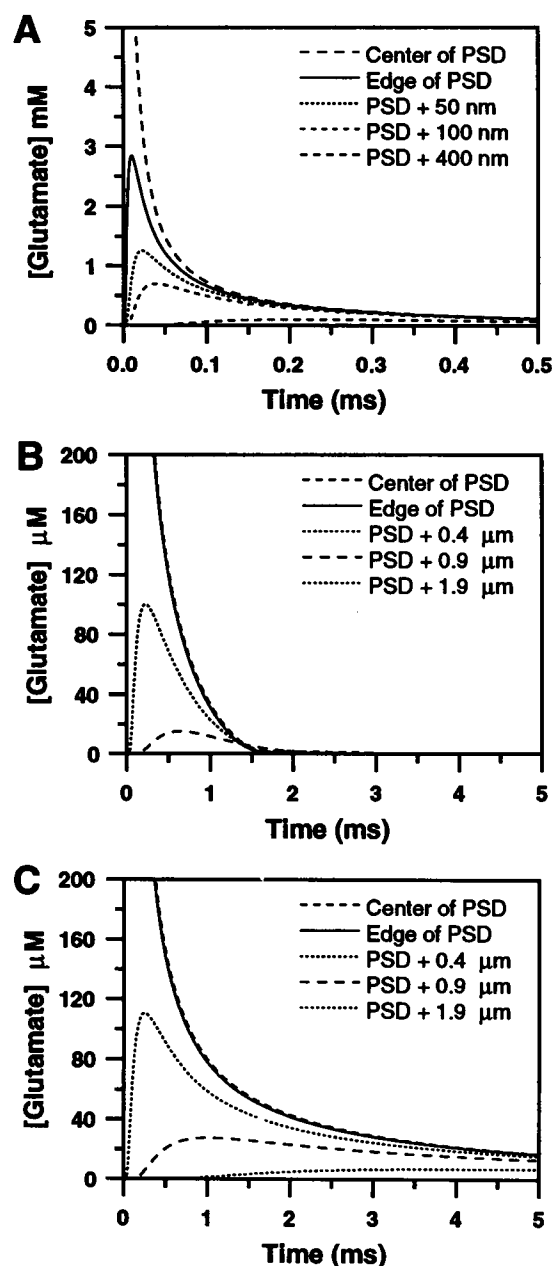 A
[Glutamate] mM
5
4
3
2
1
0
Center of PSD
Edge of PSD
PSD + 50 nm
PSD + 100 nm
PSD + 400 nm
0.0 0.1 0.2 0.3 0.4 0.5
Time (ms)
B
[Glutamate] μM
200
160
120
80
40
0
Center of PSD
Edge of PSD
PSD + 0.4 μm
PSD + 0.9 μm
PSD + 1.9 μm
0 1 2 3 4 5
Time (ms)
C
[Glutamate] μM
200
160
120
80
40
0
Center of PSD
Edge of PSD
PSD + 0.4 μm
PSD + 0.9 μm
PSD + 1.9 μm
0 1 2 3 4 5
Time (ms)